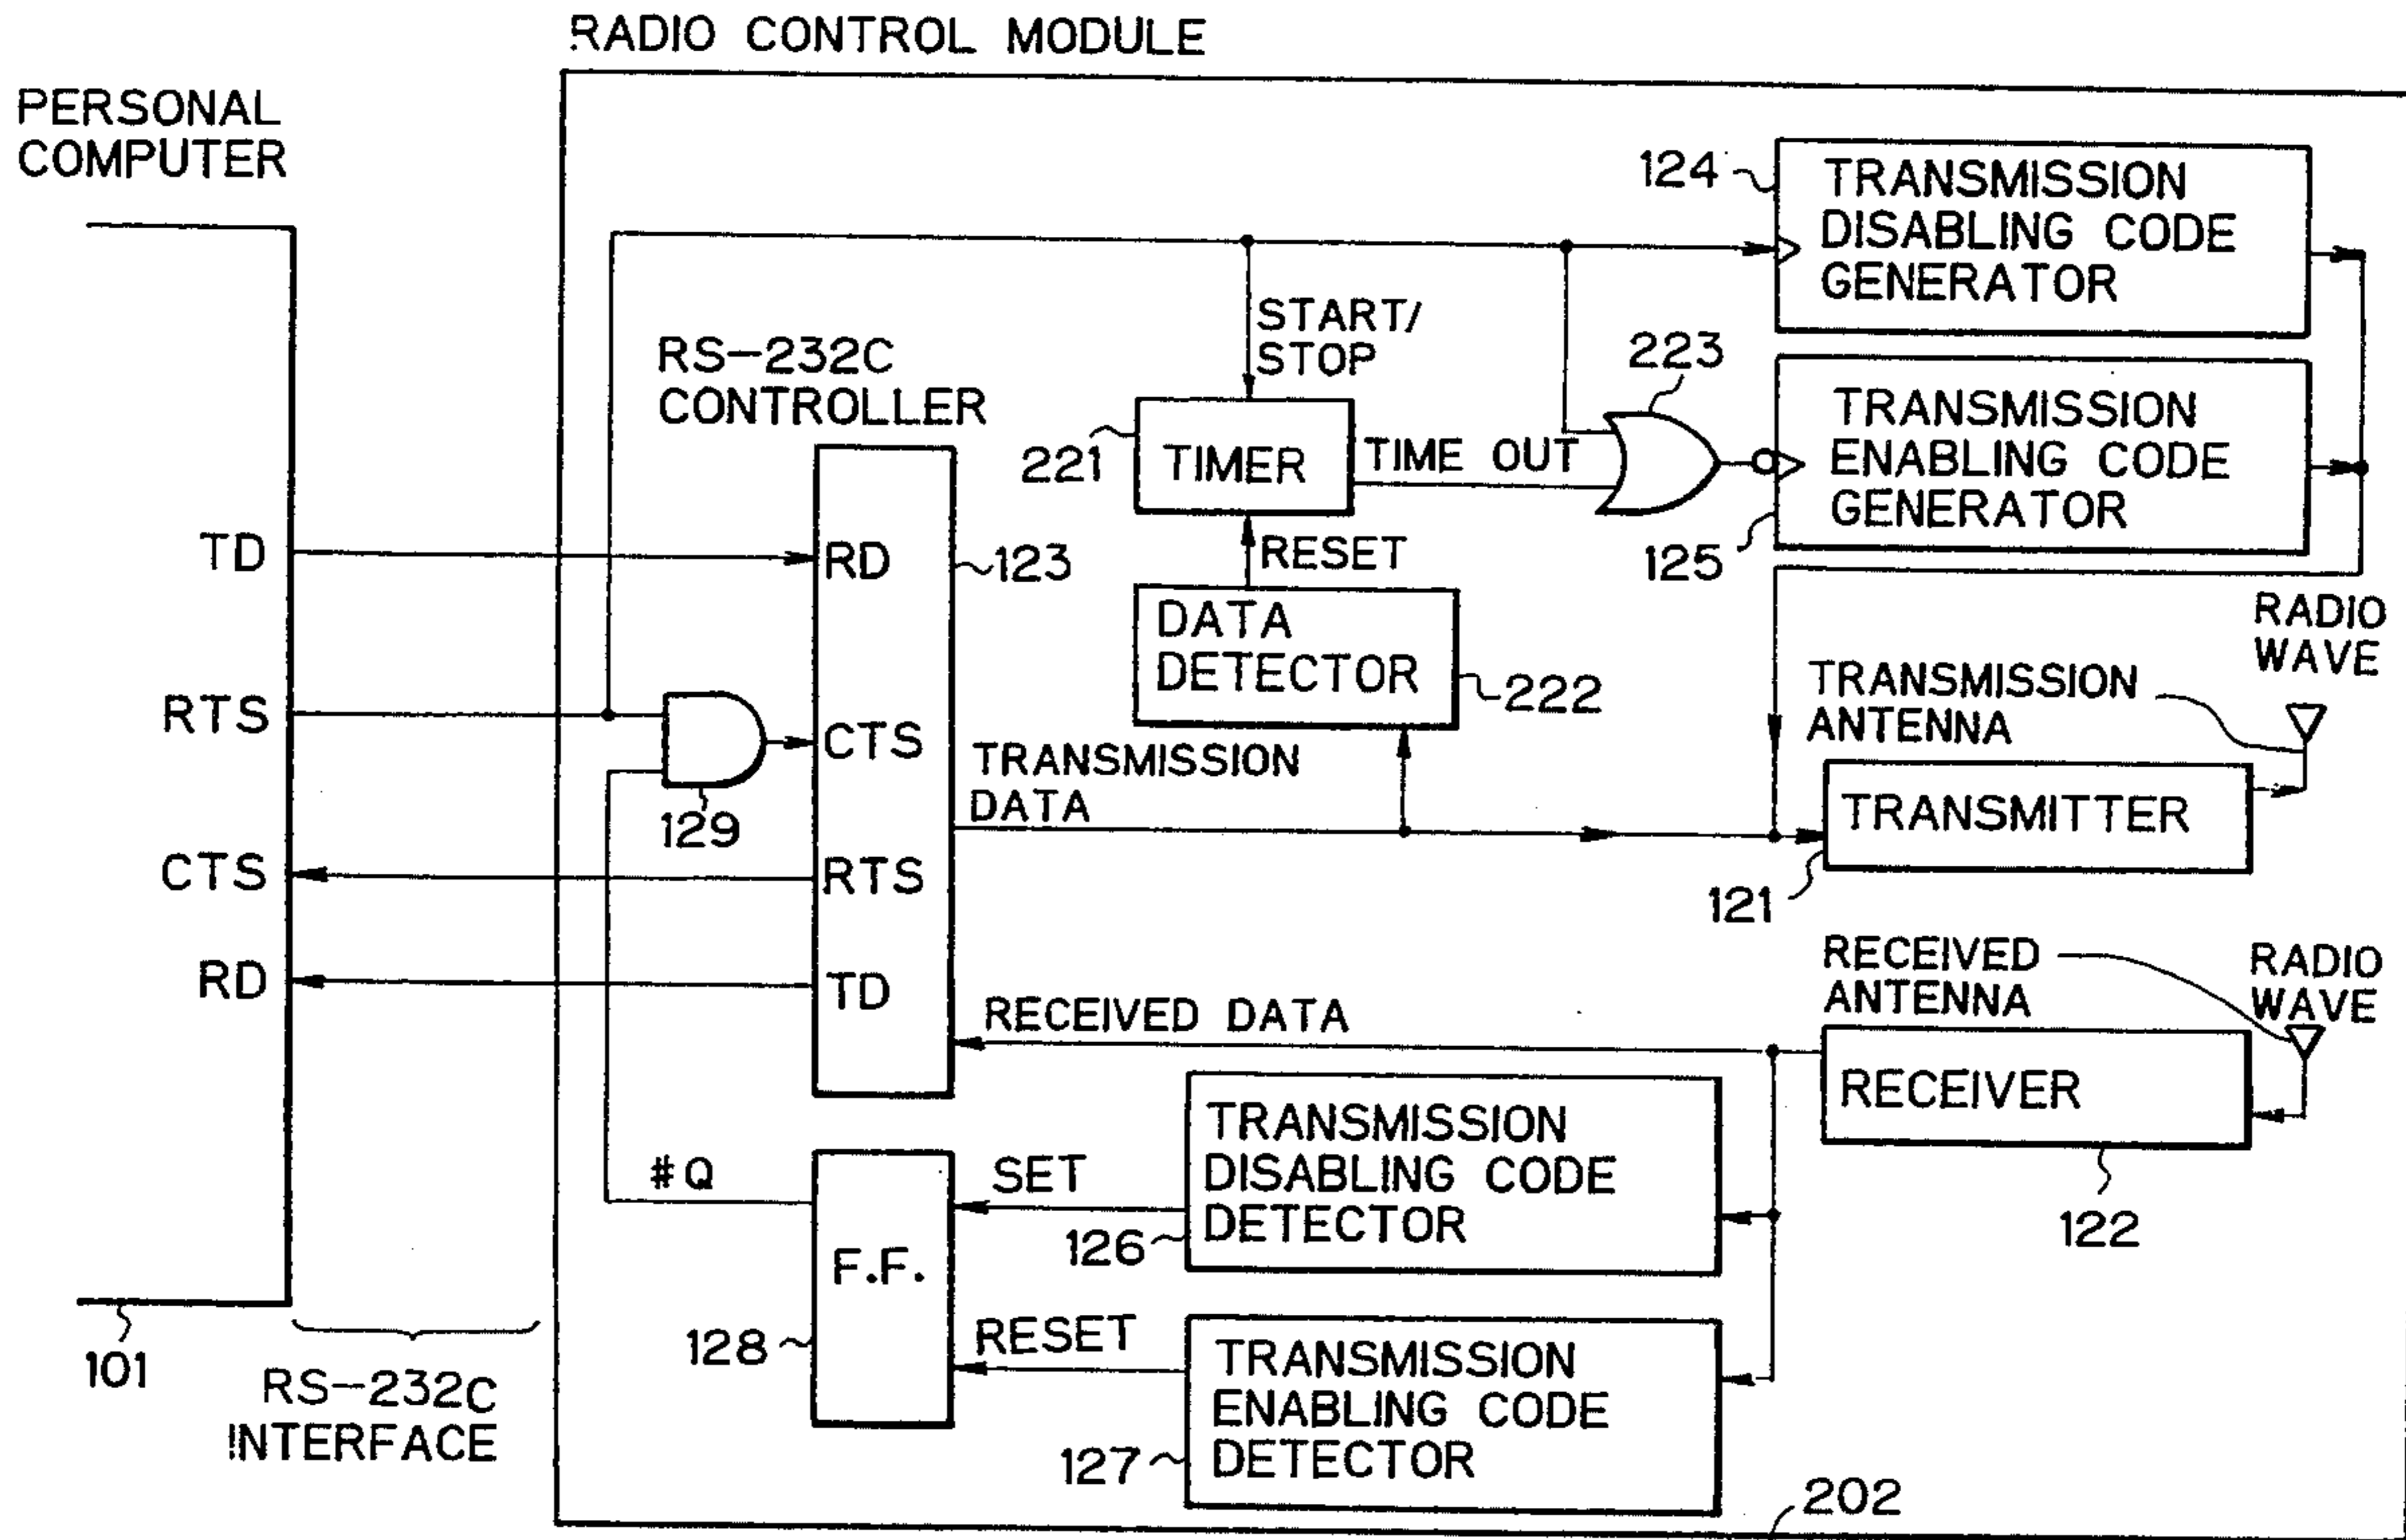 RADIO CONTROL MODULE
PERSONAL
COMPUTER
124
TRANSMISSION
DISABLING CODE
GENERATOR
START/
STOP
RS-232C
CONTROLLER
223
221
TIMER
TIME OUT
TRANSMISSION
ENABLING CODE
GENERATOR
125
TD
RD
123
RESET
DATA
DETECTOR
222
RADIO
WAVE
TRANSMISSION
ANTENNA
RTS
CTS
129
TRANSMISSION
DATA
TRANSMITTER
121
CTS
RTS
RD
TD
RECEIVED DATA
RECEIVED
ANTENNA
RADIO
WAVE
RECEIVER
122
#Q
SET
TRANSMISSION
DISABLING CODE
DETECTOR
126
F.F.
128
RESET
TRANSMISSION
ENABLING CODE
DETECTOR
127
101
RS-232C
INTERFACE
202